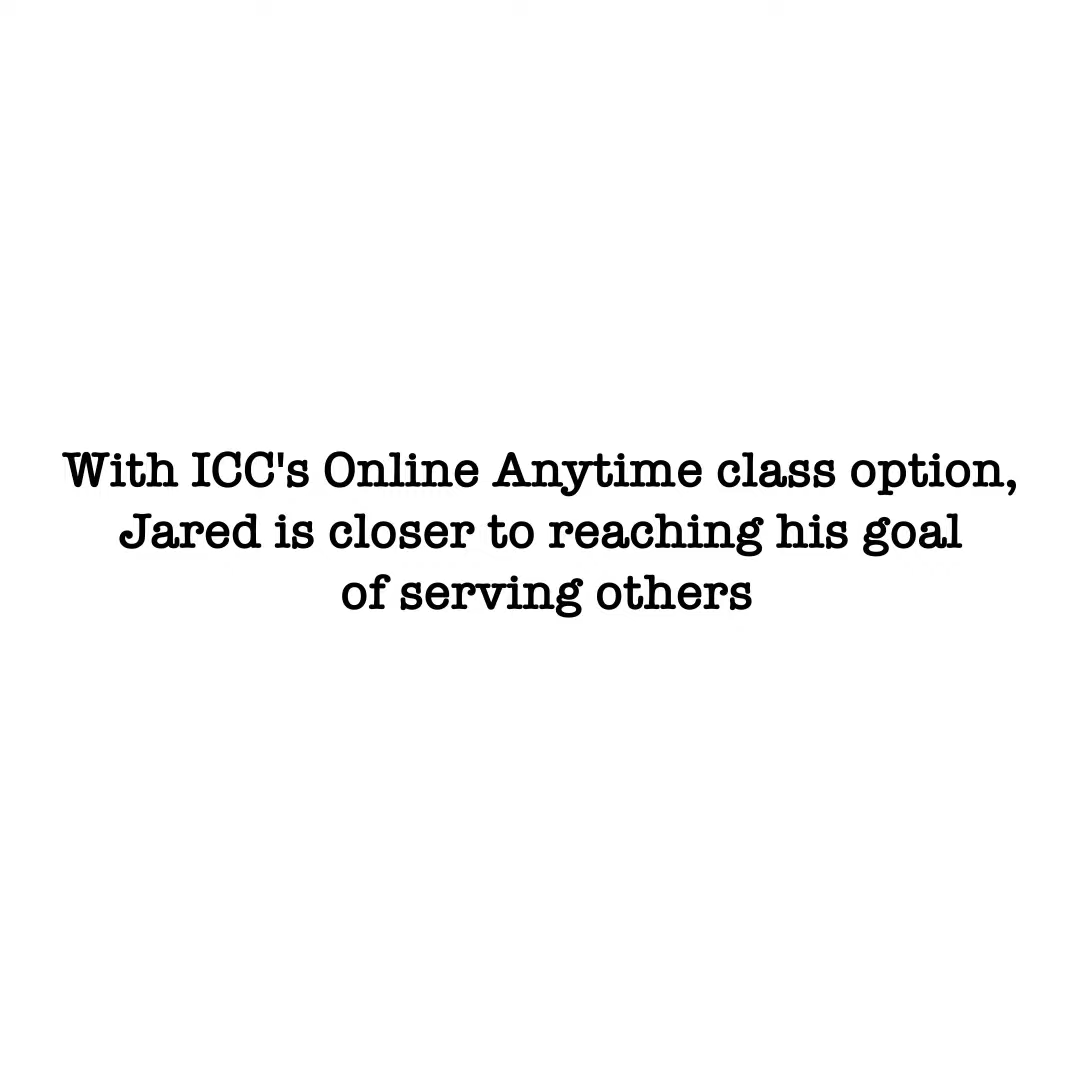 With ICC's Online Anytime class option,
Jared is closer to reaching his goal
of serving others